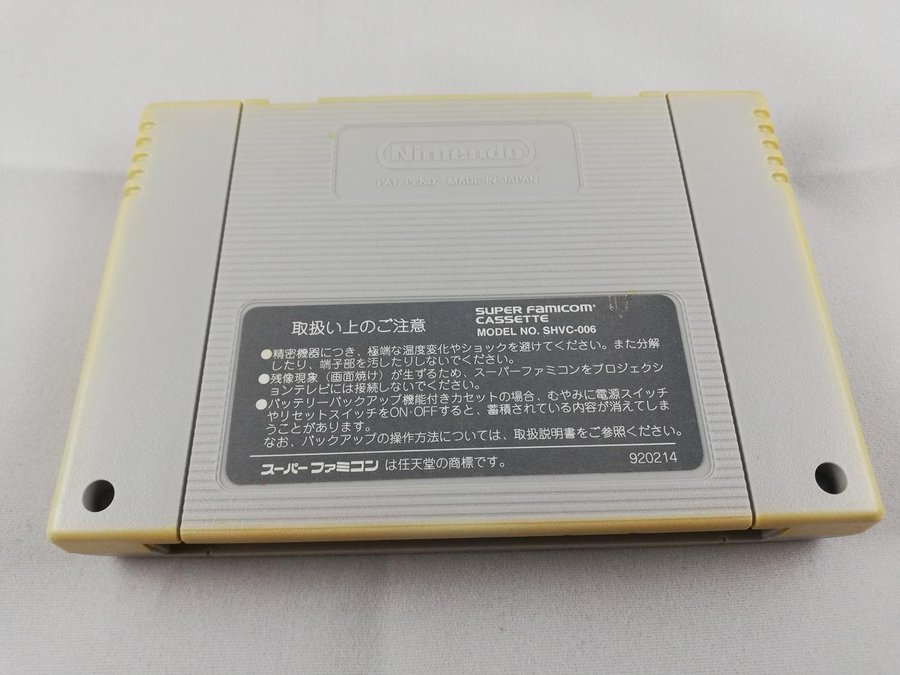 Nintendo
PAT. PEND. MADE IN JAPAN
取扱い上のご注意
SUPER FAMICOM
CASSETTE
MODEL NO. SHVC-006
●精密機器につき、極端な温度変化やショックを避けてください。また分解
したり、端子部を汚したりしないでください。
●残像現象（画面焼け）が生ずるため、スーパーファミコンをプロジェクシ
ョンテレビには接続しないでください。
●バッテリーバックアップ機能付きカセットの場合、むやみに電源スイッチ
やリセットスイッチをON・OFFすると、蓄積されている内容が消えてしま
うことがあります。
なお、バックアップの操作方法については、取扱説明書をご参照ください。
スーパーファミコンは任天堂の商標です。
920214